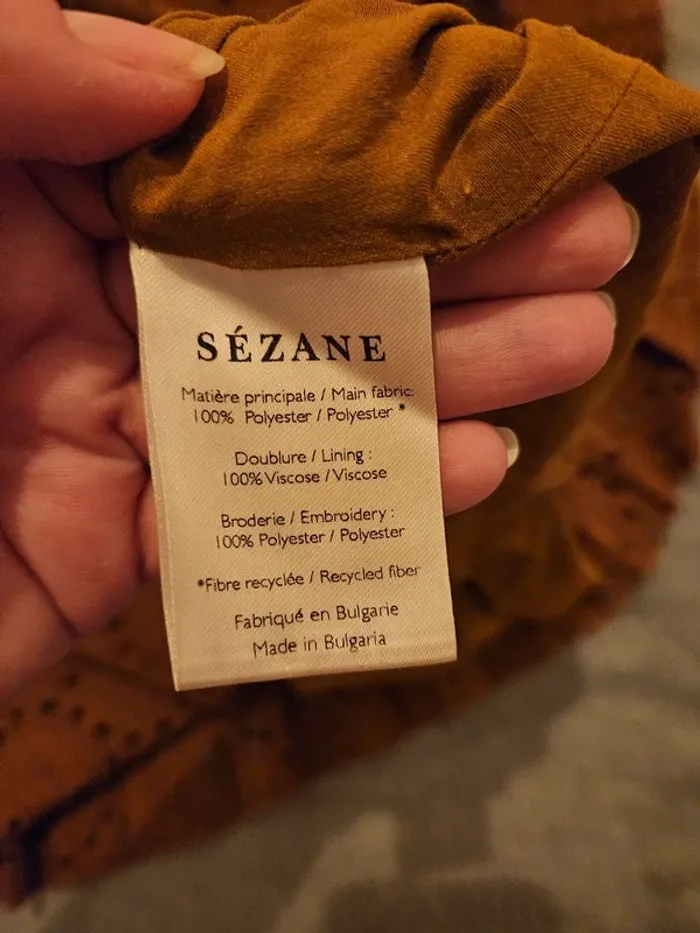 SÉZANE
Matière principale / Main fabric:
100% Polyester / Polyester *
Doublure / Lining :
100% Viscose / Viscose
Broderie / Embroidery :
100% Polyester / Polyester
*Fibre recyclée / Recycled fiber
Fabriqué en Bulgarie
Made in Bulgaria